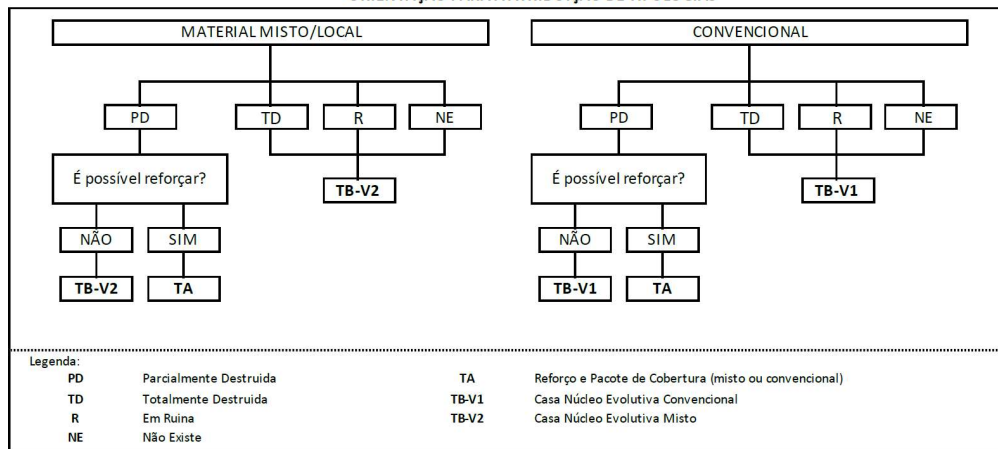 MATERIAL MISTO/LOCAL CONVENCIONAL
PD TD R NE PD TD R NE
É possível reforçar? É possível reforçar?
TB-V2 TB-V1
NÃO SIM NÃO SIM
TB-V2 TA TB-V1 TA
Legenda:
PD Parcialmente Destruida TA Reforço e Pacote de Cobertura (misto ou convencional)
TD Totalmente Destruida TB-V1 Casa Núcleo Evolutiva Convencional
R Em Ruina TB-V2 Casa Núcleo Evolutiva Misto
NE Não Existe